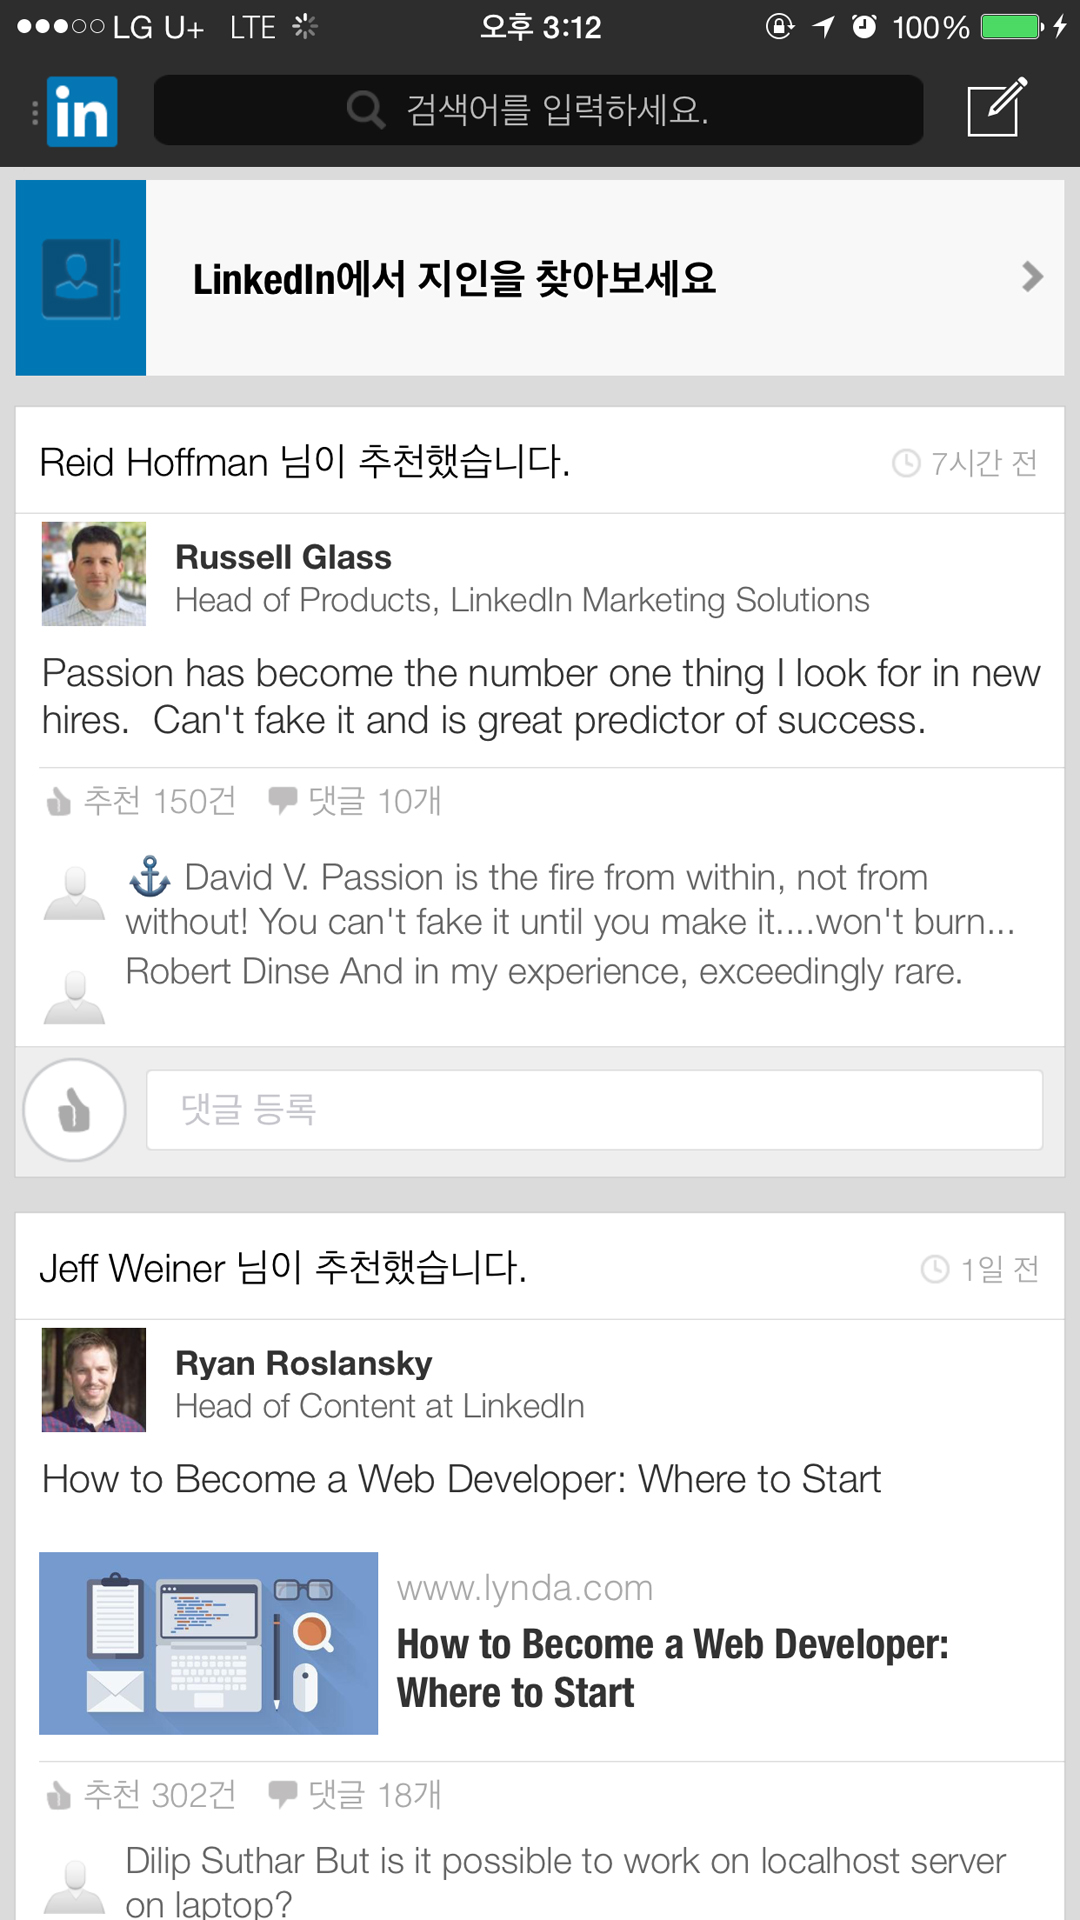 LG U+ LTE 오후 3:12 100%
in 검색어를 입력하세요.
LinkedIn에서 지인을 찾아보세요
Reid Hoffman 님이 추천했습니다. 7시간 전
Russell Glass
Head of Products, LinkedIn Marketing Solutions
Passion has become the number one thing I look for in new
hires.  Can't fake it and is great predictor of success.
추천 150건 댓글 10개
⚓ David V. Passion is the fire from within, not from
without! You can't fake it until you make it....won't burn...
Robert Dinse And in my experience, exceedingly rare.
댓글 등록
Jeff Weiner 님이 추천했습니다. 1일 전
Ryan Roslansky
Head of Content at LinkedIn
How to Become a Web Developer: Where to Start
www.lynda.com
How to Become a Web Developer:
Where to Start
추천 302건 댓글 18개
Dilip Suthar But is it possible to work on localhost server
on laptop?